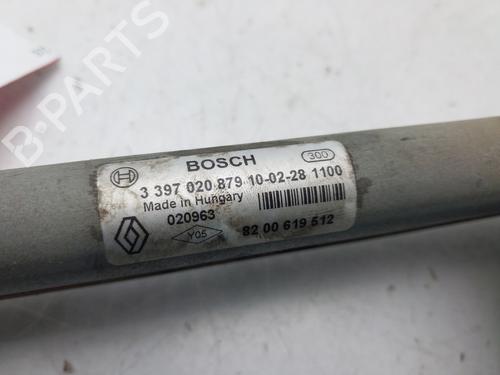 BOSCH
300
3 397 020 879 10-02-28 1100
Made in Hungary
020963
Y05
82 00 619 512
B-PARTS